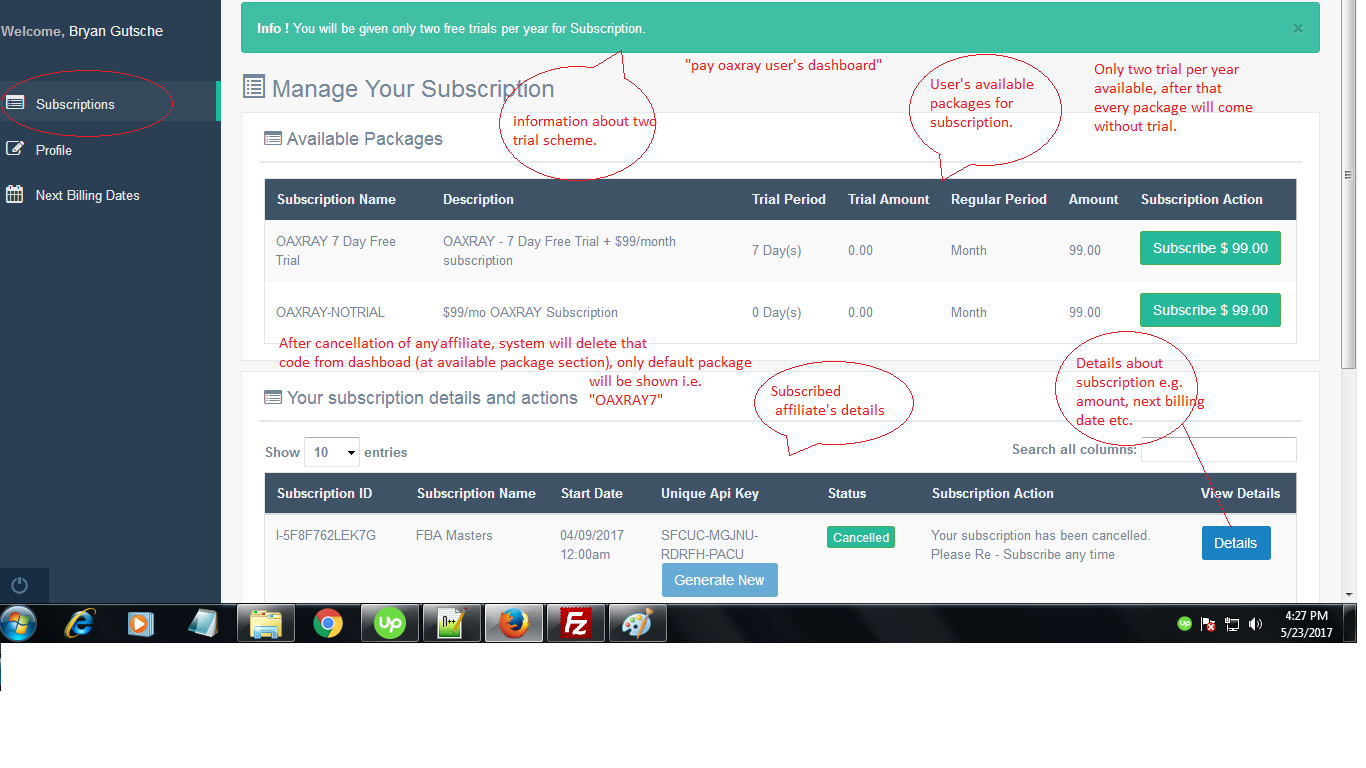 Welcome, Bryan Gutsche
Subscriptions
Profile
Next Billing Dates
Info ! You will be given only two free trials per year for Subscription.
×
"pay oaxray user's dashboard"
Manage Your Subscription
information about two
trial scheme.
User's available
packages for
subscription.
Only two trial per year
available, after that
every package will come
without trial.
Available Packages
Subscription Name Description Trial Period Trial Amount Regular Period Amount Subscription Action
OAXRAY 7 Day Free
Trial
OAXRAY - 7 Day Free Trial + $99/month
subscription
7 Day(s) 0.00 Month 99.00 Subscribe $ 99.00
OAXRAY-NOTRIAL $99/mo OAXRAY Subscription 0 Day(s) 0.00 Month 99.00 Subscribe $ 99.00
After cancellation of any affiliate, system will delete that
code from dashboad (at available package section), only default package
will be shown i.e.
"OAXRAY7"
Subscribed
affiliate's details
Details about
subscription e.g.
amount, next billing
date etc.
Your subscription details and actions
Show 10 entries
Search all columns:
Subscription ID Subscription Name Start Date Unique Api Key Status Subscription Action View Details
I-5F8F762LEK7G FBA Masters
04/09/2017
12:00am
SFCUC-MGJNU-
RDRFH-PACU
Generate New
Cancelled
Your subscription has been cancelled.
Please Re - Subscribe any time
Details
up
n++
Fz
up
4:27 PM
5/23/2017